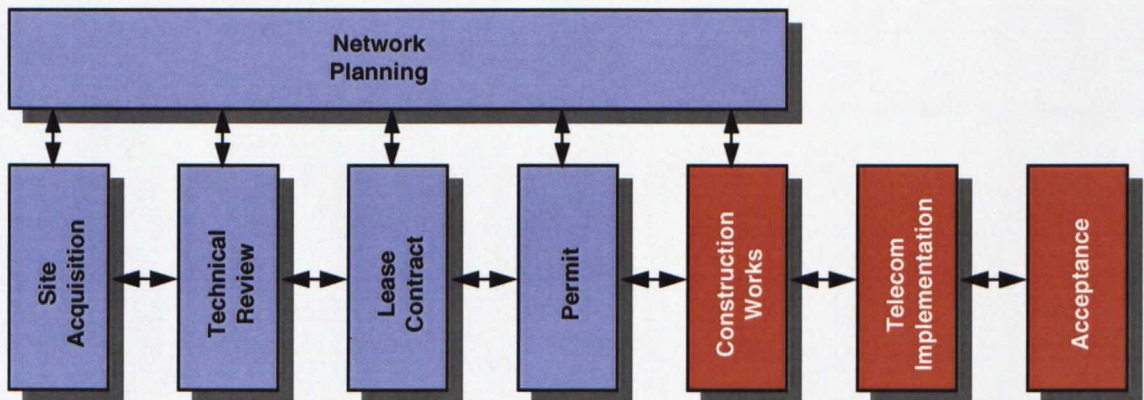 Network
Planning
Site
Acquisition
Technical
Review
Lease
Contract
Permit
Construction
Works
Telecom
Implementation
Acceptance